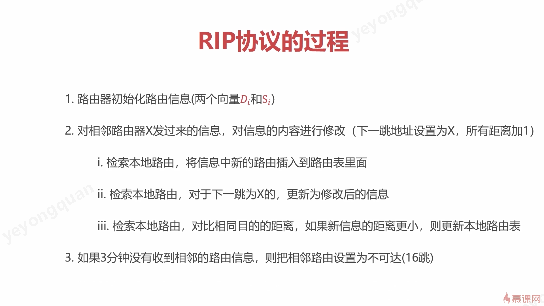 RIP协议的过程
1. 路由器初始化路由信息(两个向量Di和Si)
2. 对相邻路由器X发过来的信息，对信息的内容进行修改（下一跳地址设置为X，所有距离加1）
i. 检索本地路由，将信息中新的路由插入到路由表里面
ii. 检索本地路由，对于下一跳为X的，更新为修改后的信息
iii. 检索本地路由，对比相同目的的距离，如果新信息的距离更小，则更新本地路由表
3. 如果3分钟没有收到相邻的路由信息，则把相邻路由设置为不可达(16跳)
yeyongquan
yeyongquan
慕课网